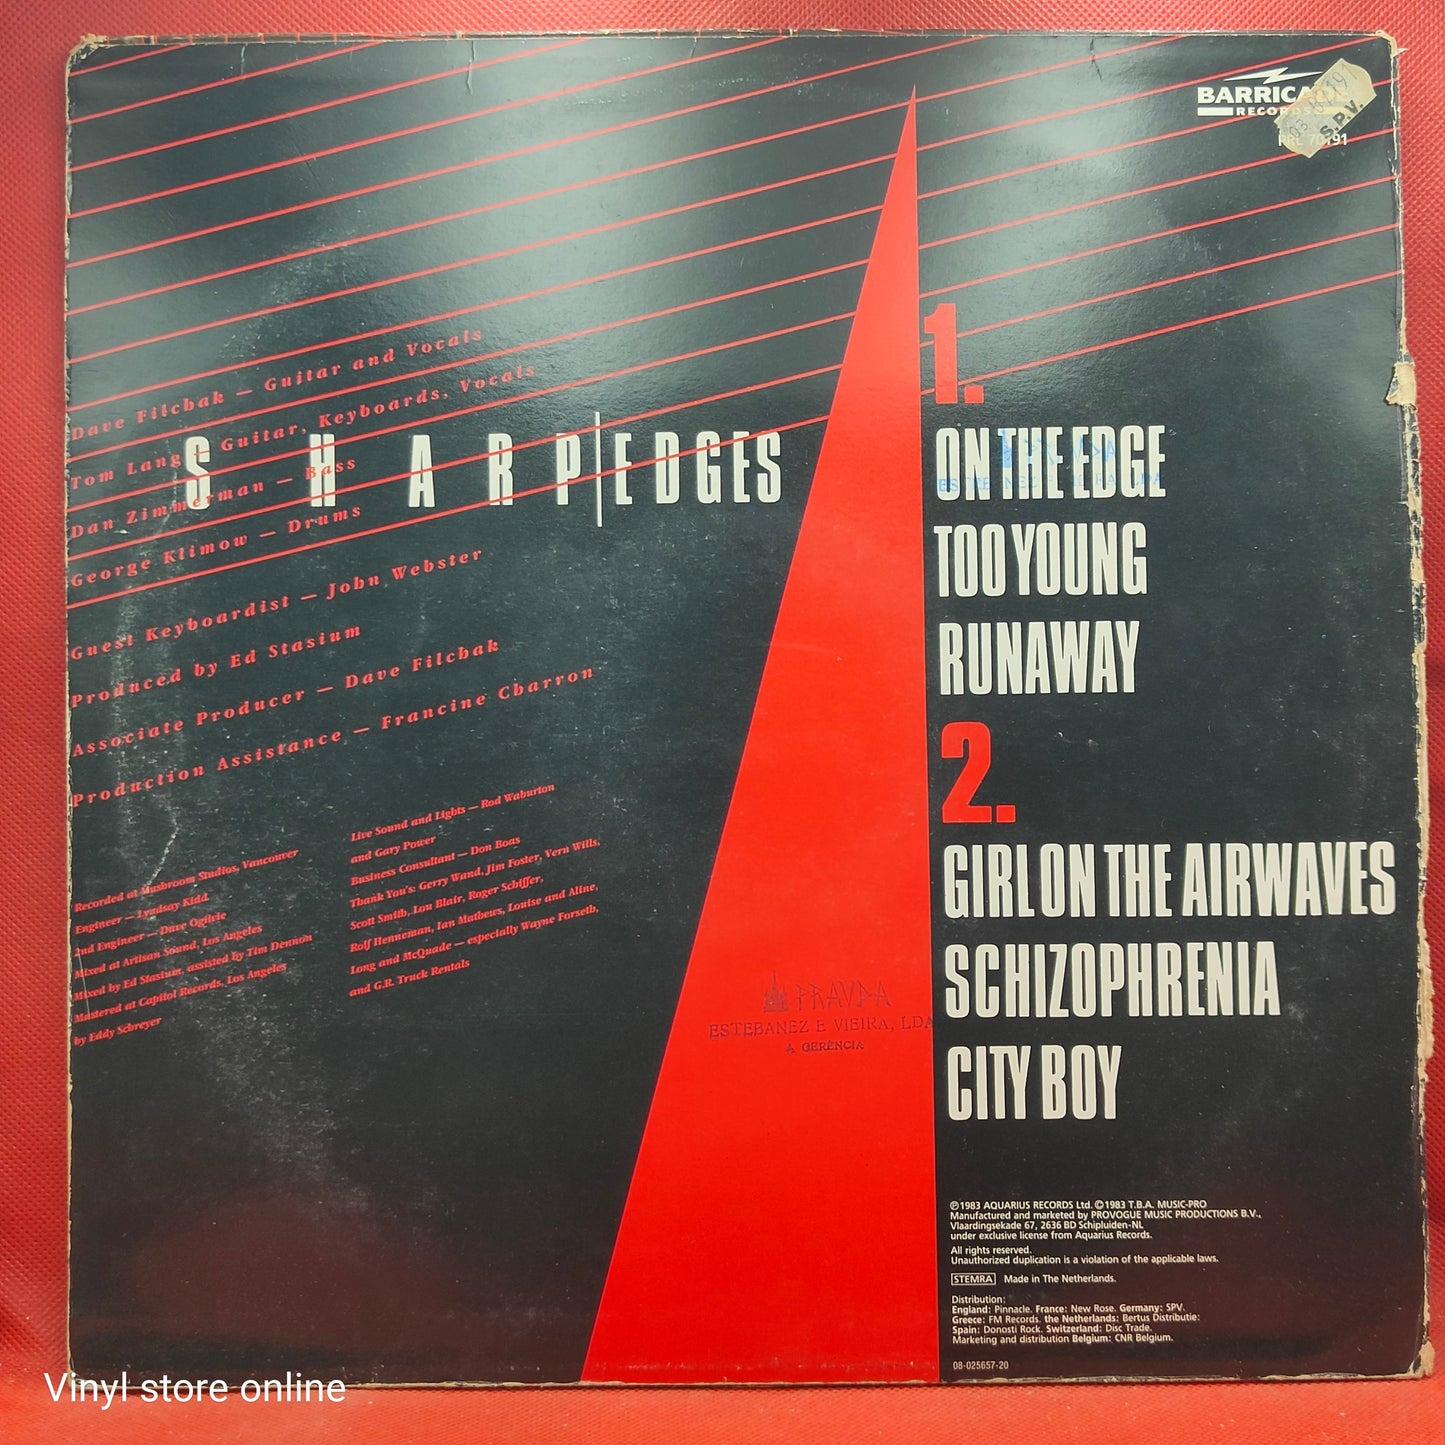 BARRICA
RECORDS
S.P.V.
70191
Dave Filchak — Guitar and Vocals
Tom Lang — Guitar, Keyboards, Vocals
Dan Zimmerman — Bass
George Klimow — Drums
SHARP EDGES
Guest Keyboardist — John Webster
Produced by Ed Stasium
Associate Producer — Dave Filchak
Production Assistance — Francine Charron
Recorded at Mushroom Studios, Vancouver
Engineer — Lyndsay Kidd
2nd Engineer — Dave Ogilvie
Mixed at Artisan Sound, Los Angeles
Mixed by Ed Stasium, assisted by Tim Dennon
Mastered at Capitol Records, Los Angeles
by Eddy Schreyer
Live Sound and Lights — Rod Waburton
and Gary Power
Business Consultant — Don Boas
Thank You's: Gerry Wand, Jim Foster, Vern Wills,
Scott Smith, Lou Blair, Roger Schiffer,
Rolf Henneman, Ian Mathews, Louise and Aline,
Long and McQuade — especially Wayne Forseth,
and G.R. Truck Rentals
1.
ON THE EDGE
TOO YOUNG
RUNAWAY
2.
GIRL ON THE AIRWAVES
SCHIZOPHRENIA
CITY BOY
PRAVDA
ESTEBANEZ E VIEIRA, LDA
A GERÊNCIA
℗1983 AQUARIUS RECORDS Ltd. ©1983 T.B.A. MUSIC-PRO
Manufactured and marketed by PROVOGUE MUSIC PRODUCTIONS B.V.,
Vlaardingsekade 67, 2636 BD Schipluiden-NL
under exclusive license from Aquarius Records.
All rights reserved.
Unauthorized duplication is a violation of the applicable laws.
STEMRA Made in The Netherlands.
Distribution:
England: Pinnacle. France: New Rose. Germany: SPV.
Greece: FM Records. the Netherlands: Bertus Distributie:
Spain: Donosti Rock. Switzerland: Disc Trade.
Marketing and distribution Belgium: CNR Belgium.
08-025657-20
Vinyl store online